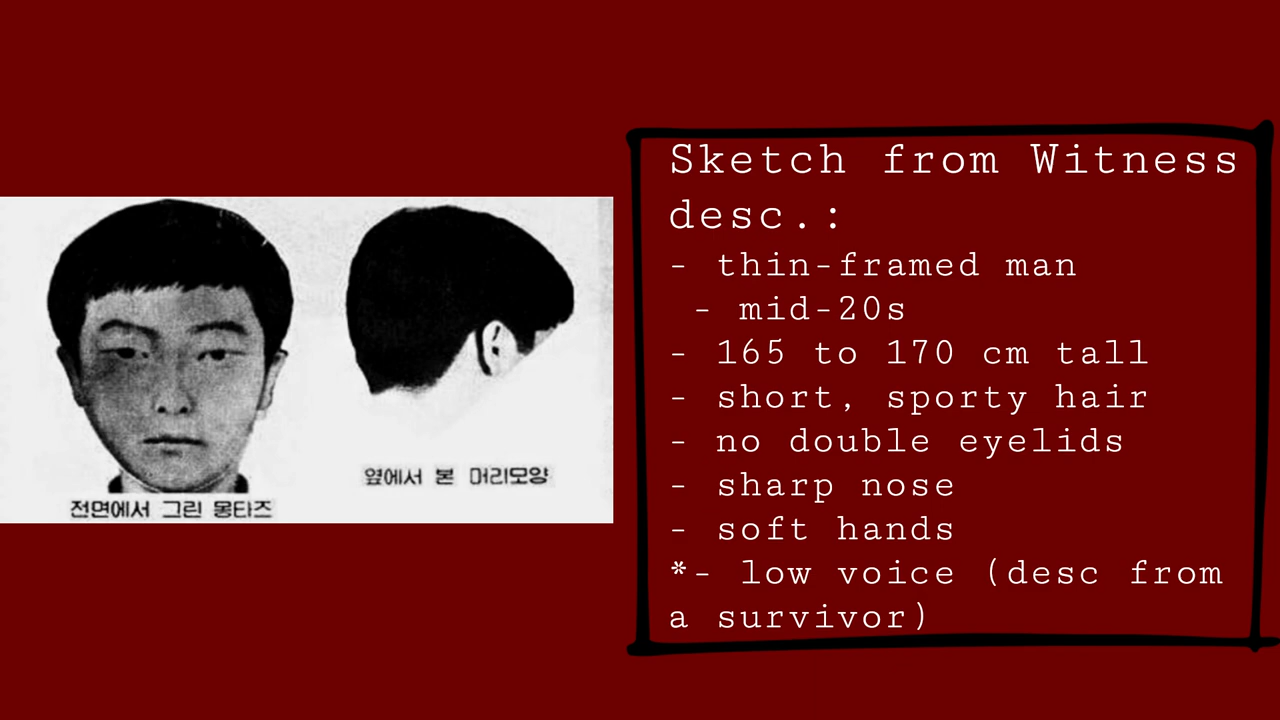 전면에서 그린 몽타즈
옆에서 본 머리모양
Sketch from Witness
desc.:
- thin-framed man
- mid-20s
- 165 to 170 cm tall
- short, sporty hair
- no double eyelids
- sharp nose
- soft hands
*- low voice (desc from
a survivor)